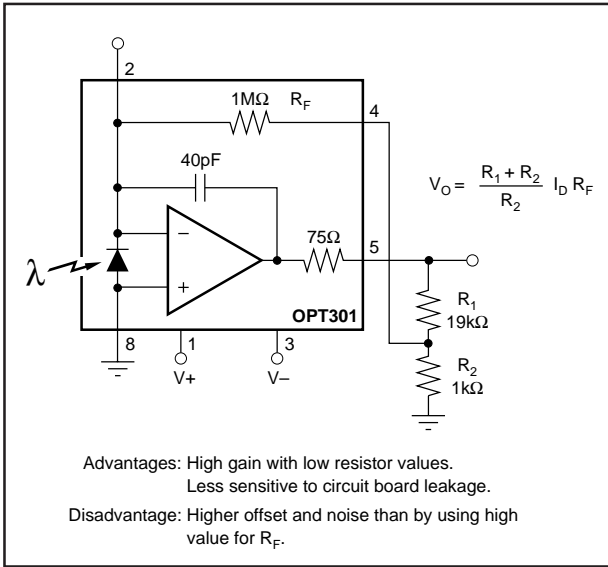 2
1MΩ R_F
4
40pF
V_O = (R_1 + R_2) / R_2 I_D R_F
–
75Ω
5
λ
+
R_1
19kΩ
OPT301
8
1
3
V+
V–
R_2
1kΩ
Advantages: High gain with low resistor values.
Less sensitive to circuit board leakage.
Disadvantage: Higher offset and noise than by using high
value for R_F.